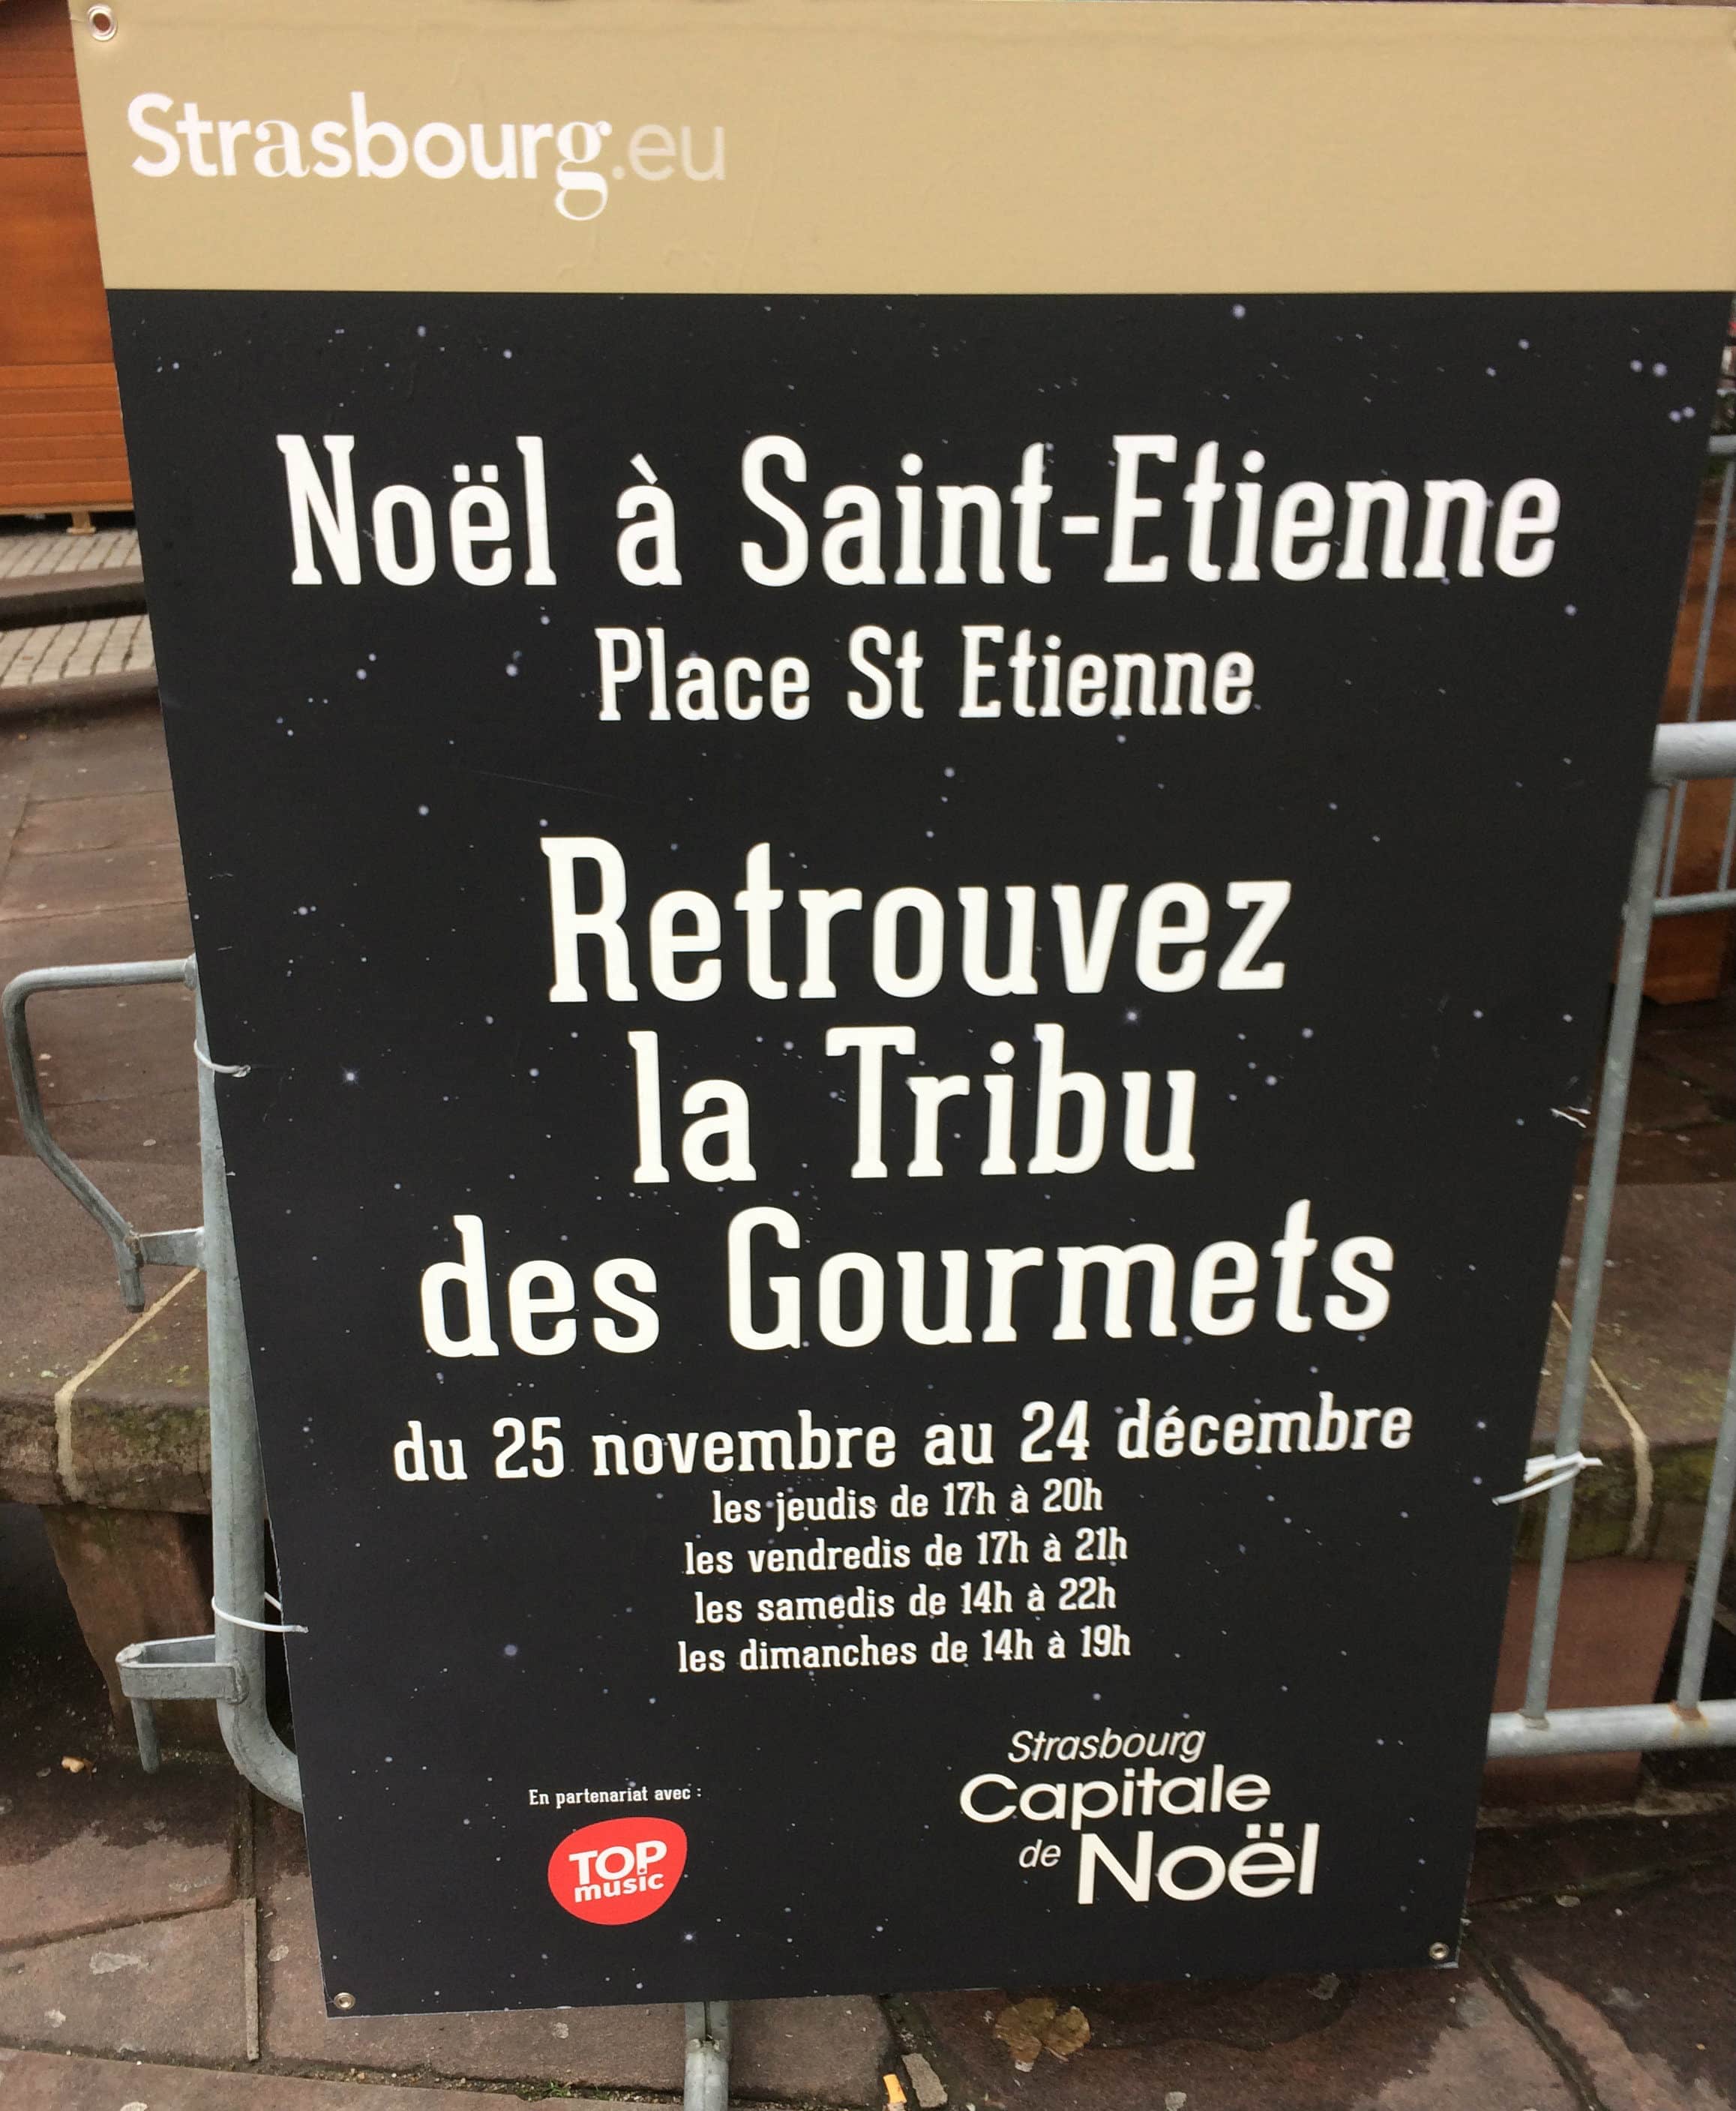 Strasbourg.eu
Noël à Saint-Etienne
Place St Etienne
Retrouvez
la Tribu
des Gourmets
du 25 novembre au 24 décembre
les jeudis de 17h à 20h
les vendredis de 17h à 21h
les samedis de 14h à 22h
les dimanches de 14h à 19h
En partenariat avec :
TOP
music
Strasbourg
Capitale
de Noël